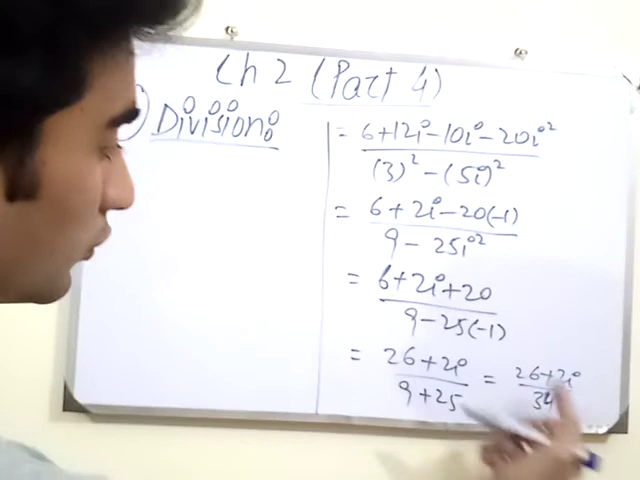 Ch 2 (Part 4)
Division:
= 6+12i-10i-20i²
(3)² - (5i)²
= 6+2i-20(-1)
9 - 25i²
= 6+2i+20
9-25(-1)
= 26+2i = 26+2i
9+25 34